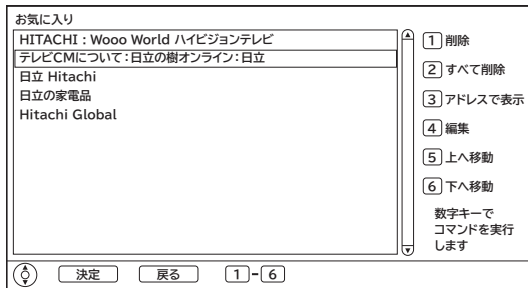 お気に入り
HITACHI : Wooo World ハイビジョンテレビ
テレビCMについて：日立の樹オンライン：日立
日立 Hitachi
日立の家電品
Hitachi Global
1 削除
2 すべて削除
3 アドレスで表示
4 編集
5 上へ移動
6 下へ移動
数字キーで
コマンドを実行
します
決定 戻る 1-6